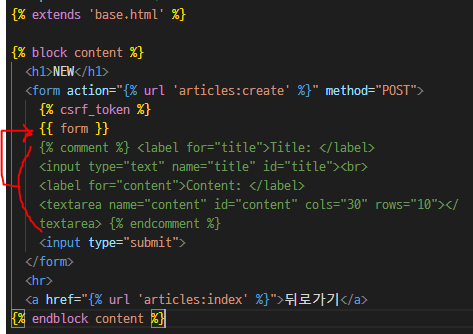 {% extends 'base.html' %}
{% block content %}
<h1>NEW</h1>
<form action="{% url 'articles:create' %}" method="POST">
{% csrf_token %}
{{ form }}
{% comment %} <label for="title">Title: </label>
<input type="text" name="title" id="title"><br>
<label for="content">Content: </label>
<textarea name="content" id="content" cols="30" rows="10"></
textarea> {% endcomment %}
<input type="submit">
</form>
<hr>
<a href="{% url 'articles:index' %}">뒤로가기</a>
{% endblock content %}